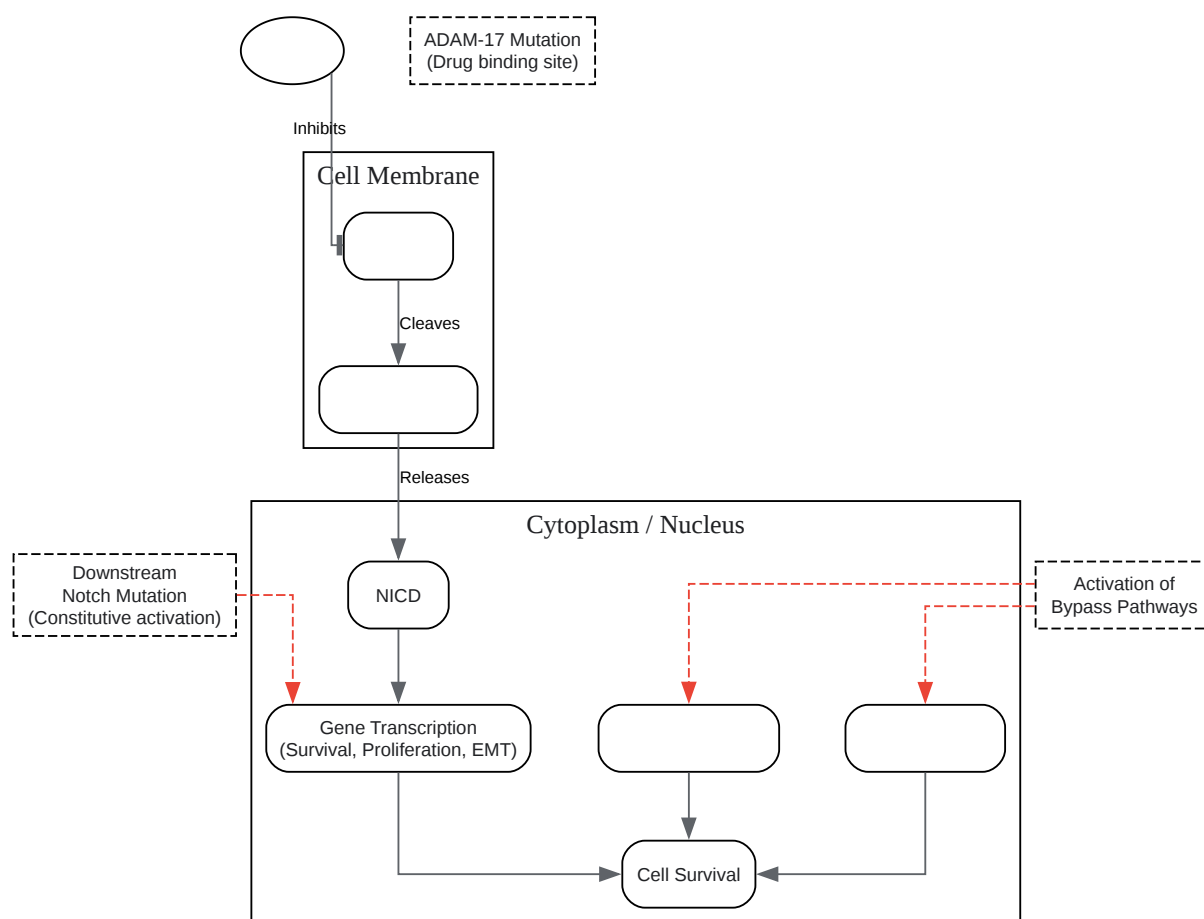 ADAM-17 Mutation
(Drug binding site)
Inhibits
Cell Membrane
Cleaves
Releases
Cytoplasm / Nucleus
Downstream
Notch Mutation
(Constitutive activation)
NICD
Activation of
Bypass Pathways
Gene Transcription
(Survival, Proliferation, EMT)
Cell Survival